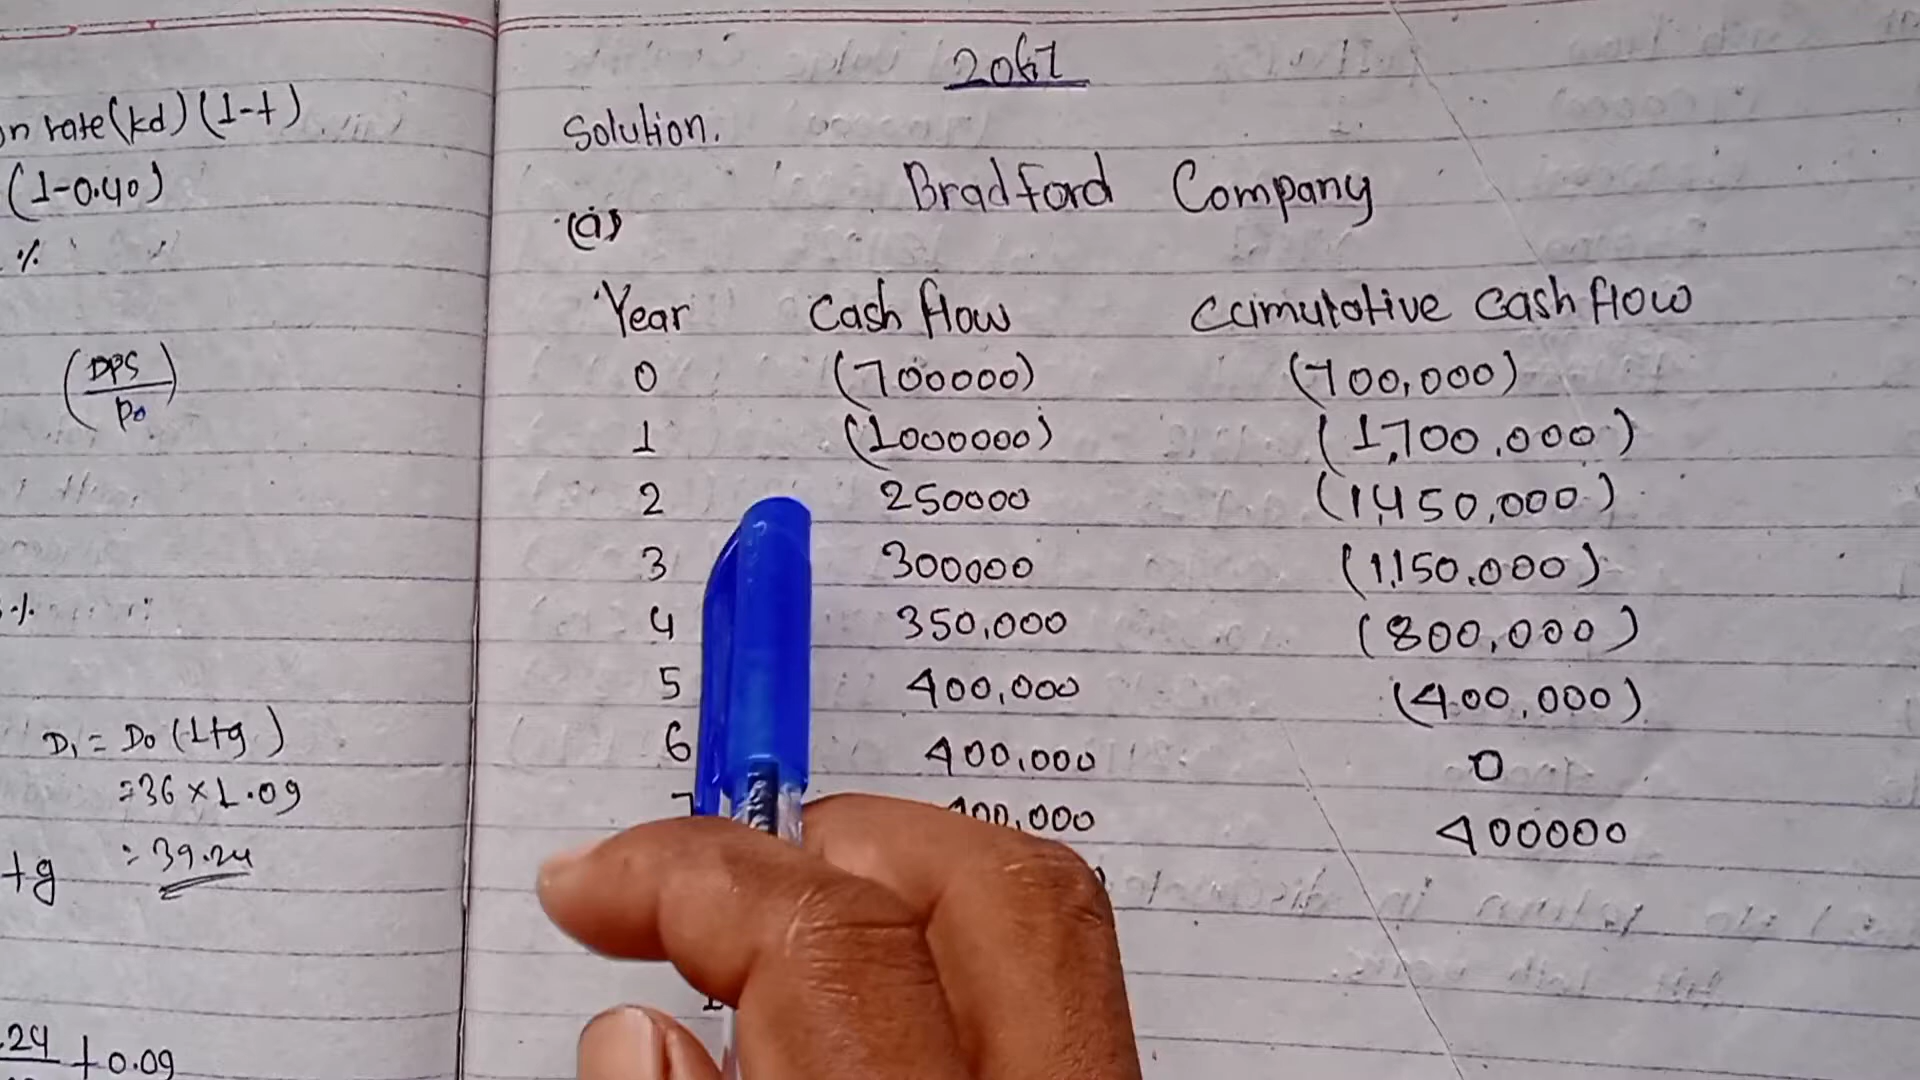 rate (kd) (1-t)
(1-0.40)
%
(DPS
Po)
%
D₁ = Do (1+g)
=36 × 1.09
= 39.24
+g
.24 + 0.09
2067
Solution.
Bradford Company
(a)
Year Cash flow Cumulative Cash flow
0 (700000) (700,000)
1 (1000000) (1,700,000)
2 250000 (1,450,000)
3 300000 (1,150,000)
4 350,000 (800,000)
5 400,000 (400,000)
6 400,000 0
7 400,000 400000